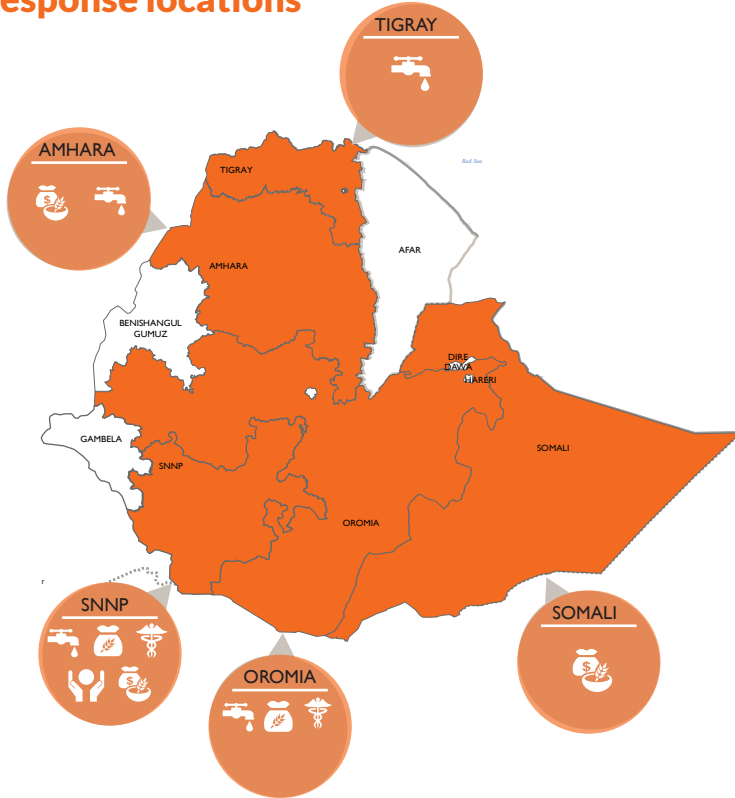 esponse locations
TIGRAY
AMHARA
TIGRAY
Red Sea
AFAR
AMHARA
BENISHANGUL
GUMUZ
DIRE
DAWA
HARERI
GAMBELA
SNNP
SOMALI
OROMIA
r
SNNP
SOMALI
OROMIA
$
$
$